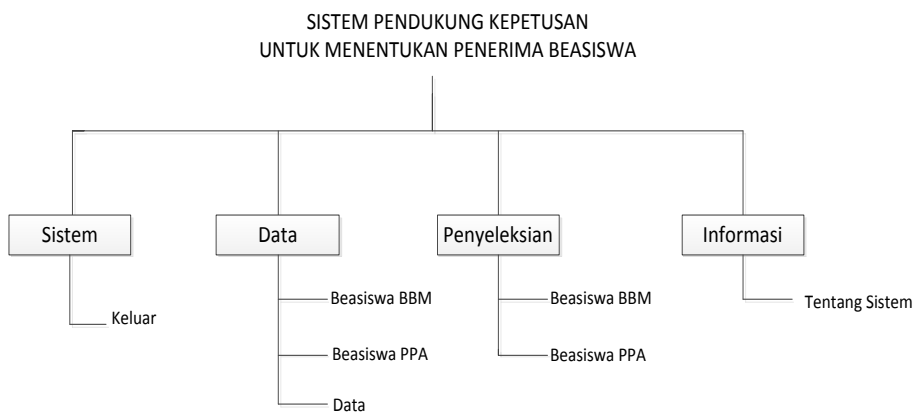 SISTEM PENDUKUNG KEPETUSAN
UNTUK MENENTUKAN PENERIMA BEASISWA
Sistem
Data
Penyeleksian
Informasi
Keluar
Beasiswa BBM
Beasiswa PPA
Data
Beasiswa BBM
Beasiswa PPA
Tentang Sistem